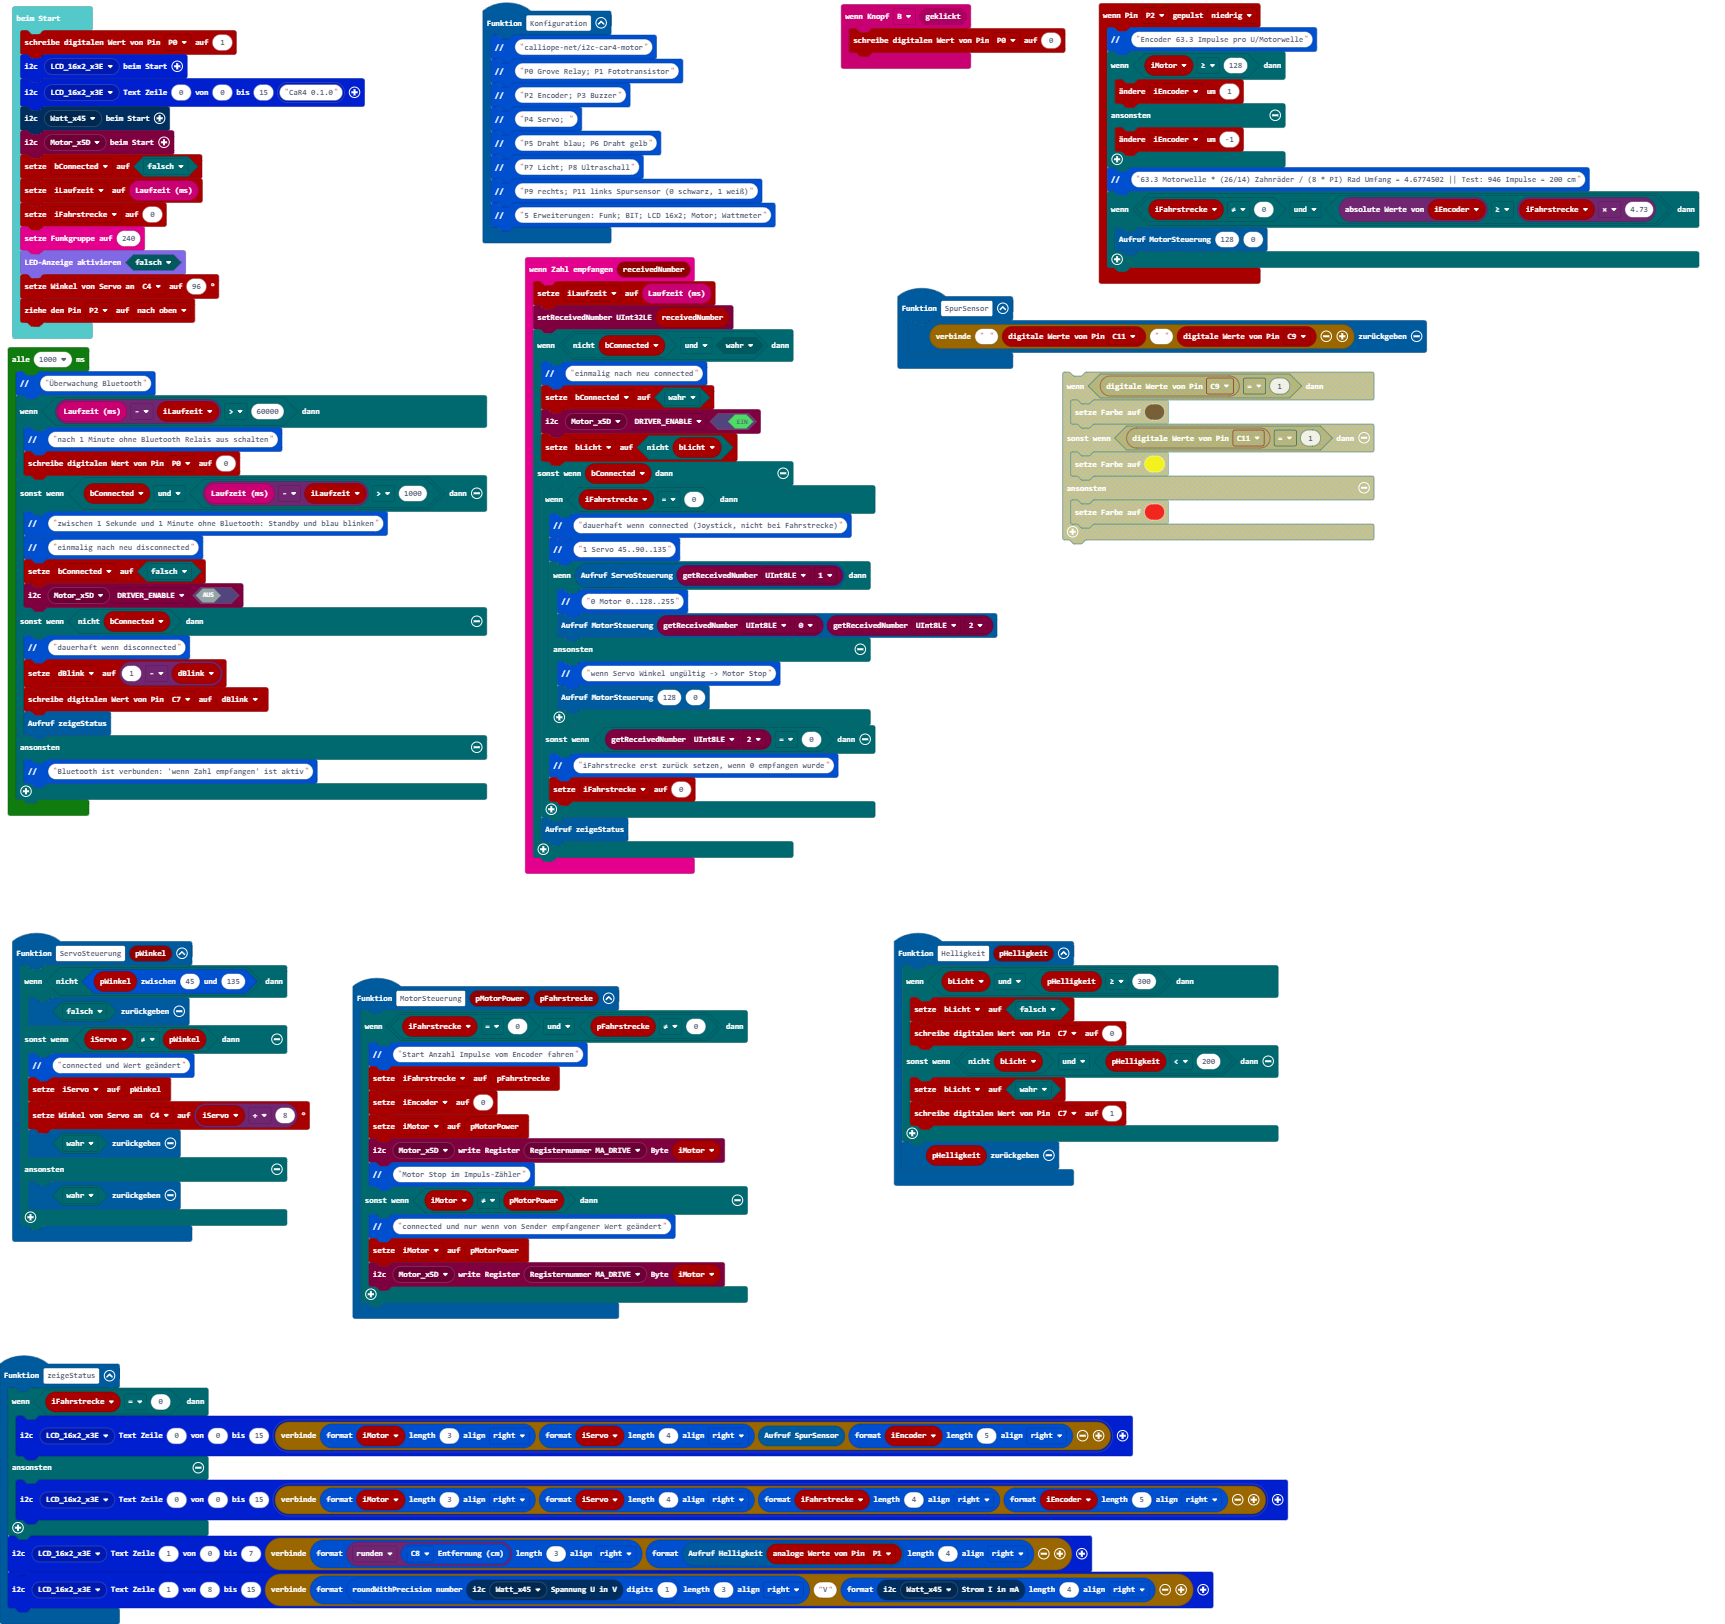 beim Start
schreibe digitalen Wert von Pin P0 auf 1
i2c LCD_16x2_x3E beim Start
i2c LCD_16x2_x3E Text Zeile 0 von 0 bis 15 "CaR4 0.1.0"
i2c Watt_x45 beim Start
i2c Motor_x5D beim Start
setze bConnected auf falsch
setze iLaufzeit auf Laufzeit (ms)
setze iFahrstrecke auf 0
setze Funkgruppe auf 240
LED-Anzeige aktivieren falsch
setze Winkel von Servo an C4 auf 96 °
ziehe den Pin P2 auf nach oben
alle 1000 ms
// "Überwachung Bluetooth"
wenn Laufzeit (ms) - iLaufzeit > 60000 dann
// "nach 1 Minute ohne Bluetooth Relais aus schalten"
schreibe digitalen Wert von Pin P0 auf 0
sonst wenn bConnected und Laufzeit (ms) - iLaufzeit > 1000 dann
// "zwischen 1 Sekunde und 1 Minute ohne Bluetooth: Standby und blau blinken"
// "einmalig nach neu disconnected"
setze bConnected auf falsch
i2c Motor_x5D DRIVER_ENABLE AUS
sonst wenn nicht bConnected dann
// "dauerhaft wenn disconnected"
setze dBlink auf 1 - dBlink
schreibe digitalen Wert von Pin C7 auf dBlink
Aufruf zeigeStatus
ansonsten
// "Bluetooth ist verbunden: 'wenn Zahl empfangen' ist aktiv"
Funktion Konfiguration
// "calliope-net/i2c-car4-motor"
// "P0 Grove Relay; P1 Fototransistor"
// "P2 Encoder; P3 Buzzer"
// "P4 Servo; "
// "P5 Draht blau; P6 Draht gelb"
// "P7 Licht; P8 Ultraschall"
// "P9 rechts; P11 links Spursensor (0 schwarz, 1 weiß)"
// "5 Erweiterungen: Funk; BIT; LCD 16x2; Motor; Wattmeter"
wenn Zahl empfangen receivedNumber
setze iLaufzeit auf Laufzeit (ms)
setReceivedNumber UInt32LE receivedNumber
wenn nicht bConnected und wahr dann
// "einmalig nach neu connected"
setze bConnected auf wahr
i2c Motor_x5D DRIVER_ENABLE EIN
setze bLicht auf nicht bLicht
sonst wenn bConnected dann
wenn iFahrstrecke = 0 dann
// "dauerhaft wenn connected (Joystick, nicht bei Fahrstrecke)"
// "1 Servo 45..90..135"
wenn Aufruf ServoSteuerung getReceivedNumber UInt8LE 1 dann
// "0 Motor 0..128..255"
Aufruf MotorSteuerung getReceivedNumber UInt8LE 0 getReceivedNumber UInt8LE 2
ansonsten
// "wenn Servo Winkel ungültig -> Motor Stop"
Aufruf MotorSteuerung 128 0
sonst wenn getReceivedNumber UInt8LE 2 = 0 dann
// "iFahrstrecke erst zurück setzen, wenn 0 empfangen wurde"
setze iFahrstrecke auf 0
Aufruf zeigeStatus
wenn Knopf B geklickt
schreibe digitalen Wert von Pin P0 auf 0
wenn Pin P2 gepulst niedrig
// "Encoder 63.3 Impulse pro U/Motorwelle"
wenn iMotor ≥ 128 dann
ändere iEncoder um 1
ansonsten
ändere iEncoder um -1
// "63.3 Motorwelle * (26/14) Zahnräder / (8 * PI) Rad Umfang = 4.6774502 || Test: 946 Impulse = 200 cm"
wenn iFahrstrecke ≠ 0 und absolute Werte von iEncoder ≥ iFahrstrecke × 4.73 dann
Aufruf MotorSteuerung 128 0
Funktion SpurSensor
verbinde " " digitale Werte von Pin C11 " " digitale Werte von Pin C9 zurückgeben
wenn digitale Werte von Pin C9 = 1 dann
setze Farbe auf
sonst wenn digitale Werte von Pin C11 = 1 dann
setze Farbe auf
ansonsten
setze Farbe auf
Funktion ServoSteuerung pWinkel
wenn nicht pWinkel zwischen 45 und 135 dann
falsch zurückgeben
sonst wenn iServo ≠ pWinkel dann
// "connected und Wert geändert"
setze iServo auf pWinkel
setze Winkel von Servo an C4 auf iServo + 8 °
wahr zurückgeben
ansonsten
wahr zurückgeben
Funktion MotorSteuerung pMotorPower pFahrstrecke
wenn iFahrstrecke = 0 und pFahrstrecke ≠ 0 dann
// "Start Anzahl Impulse vom Encoder fahren"
setze iFahrstrecke auf pFahrstrecke
setze iEncoder auf 0
setze iMotor auf pMotorPower
i2c Motor_x5D write Register Registernummer MA_DRIVE Byte iMotor
// "Motor Stop im Impuls-Zähler"
sonst wenn iMotor ≠ pMotorPower dann
// "connected und nur wenn von Sender empfangener Wert geändert"
setze iMotor auf pMotorPower
i2c Motor_x5D write Register Registernummer MA_DRIVE Byte iMotor
Funktion Helligkeit pHelligkeit
wenn bLicht und pHelligkeit ≥ 300 dann
setze bLicht auf falsch
schreibe digitalen Wert von Pin C7 auf 0
sonst wenn nicht bLicht und pHelligkeit < 200 dann
setze bLicht auf wahr
schreibe digitalen Wert von Pin C7 auf 1
pHelligkeit zurückgeben
Funktion zeigeStatus
wenn iFahrstrecke = 0 dann
i2c LCD_16x2_x3E Text Zeile 0 von 0 bis 15 verbinde format iMotor length 3 align right format iServo length 4 align right Aufruf SpurSensor format iEncoder length 5 align right
ansonsten
i2c LCD_16x2_x3E Text Zeile 0 von 0 bis 15 verbinde format iMotor length 3 align right format iServo length 4 align right format iFahrstrecke length 4 align right format iEncoder length 5 align right
i2c LCD_16x2_x3E Text Zeile 1 von 0 bis 7 verbinde format runden C8 Entfernung (cm) length 3 align right format Aufruf Helligkeit analoge Werte von Pin P1 length 4 align right
i2c LCD_16x2_x3E Text Zeile 1 von 8 bis 15 verbinde format roundWithPrecision number i2c Watt_x45 Spannung U in V digits 1 length 3 align right "V" format i2c Watt_x45 Strom I in mA length 4 align right